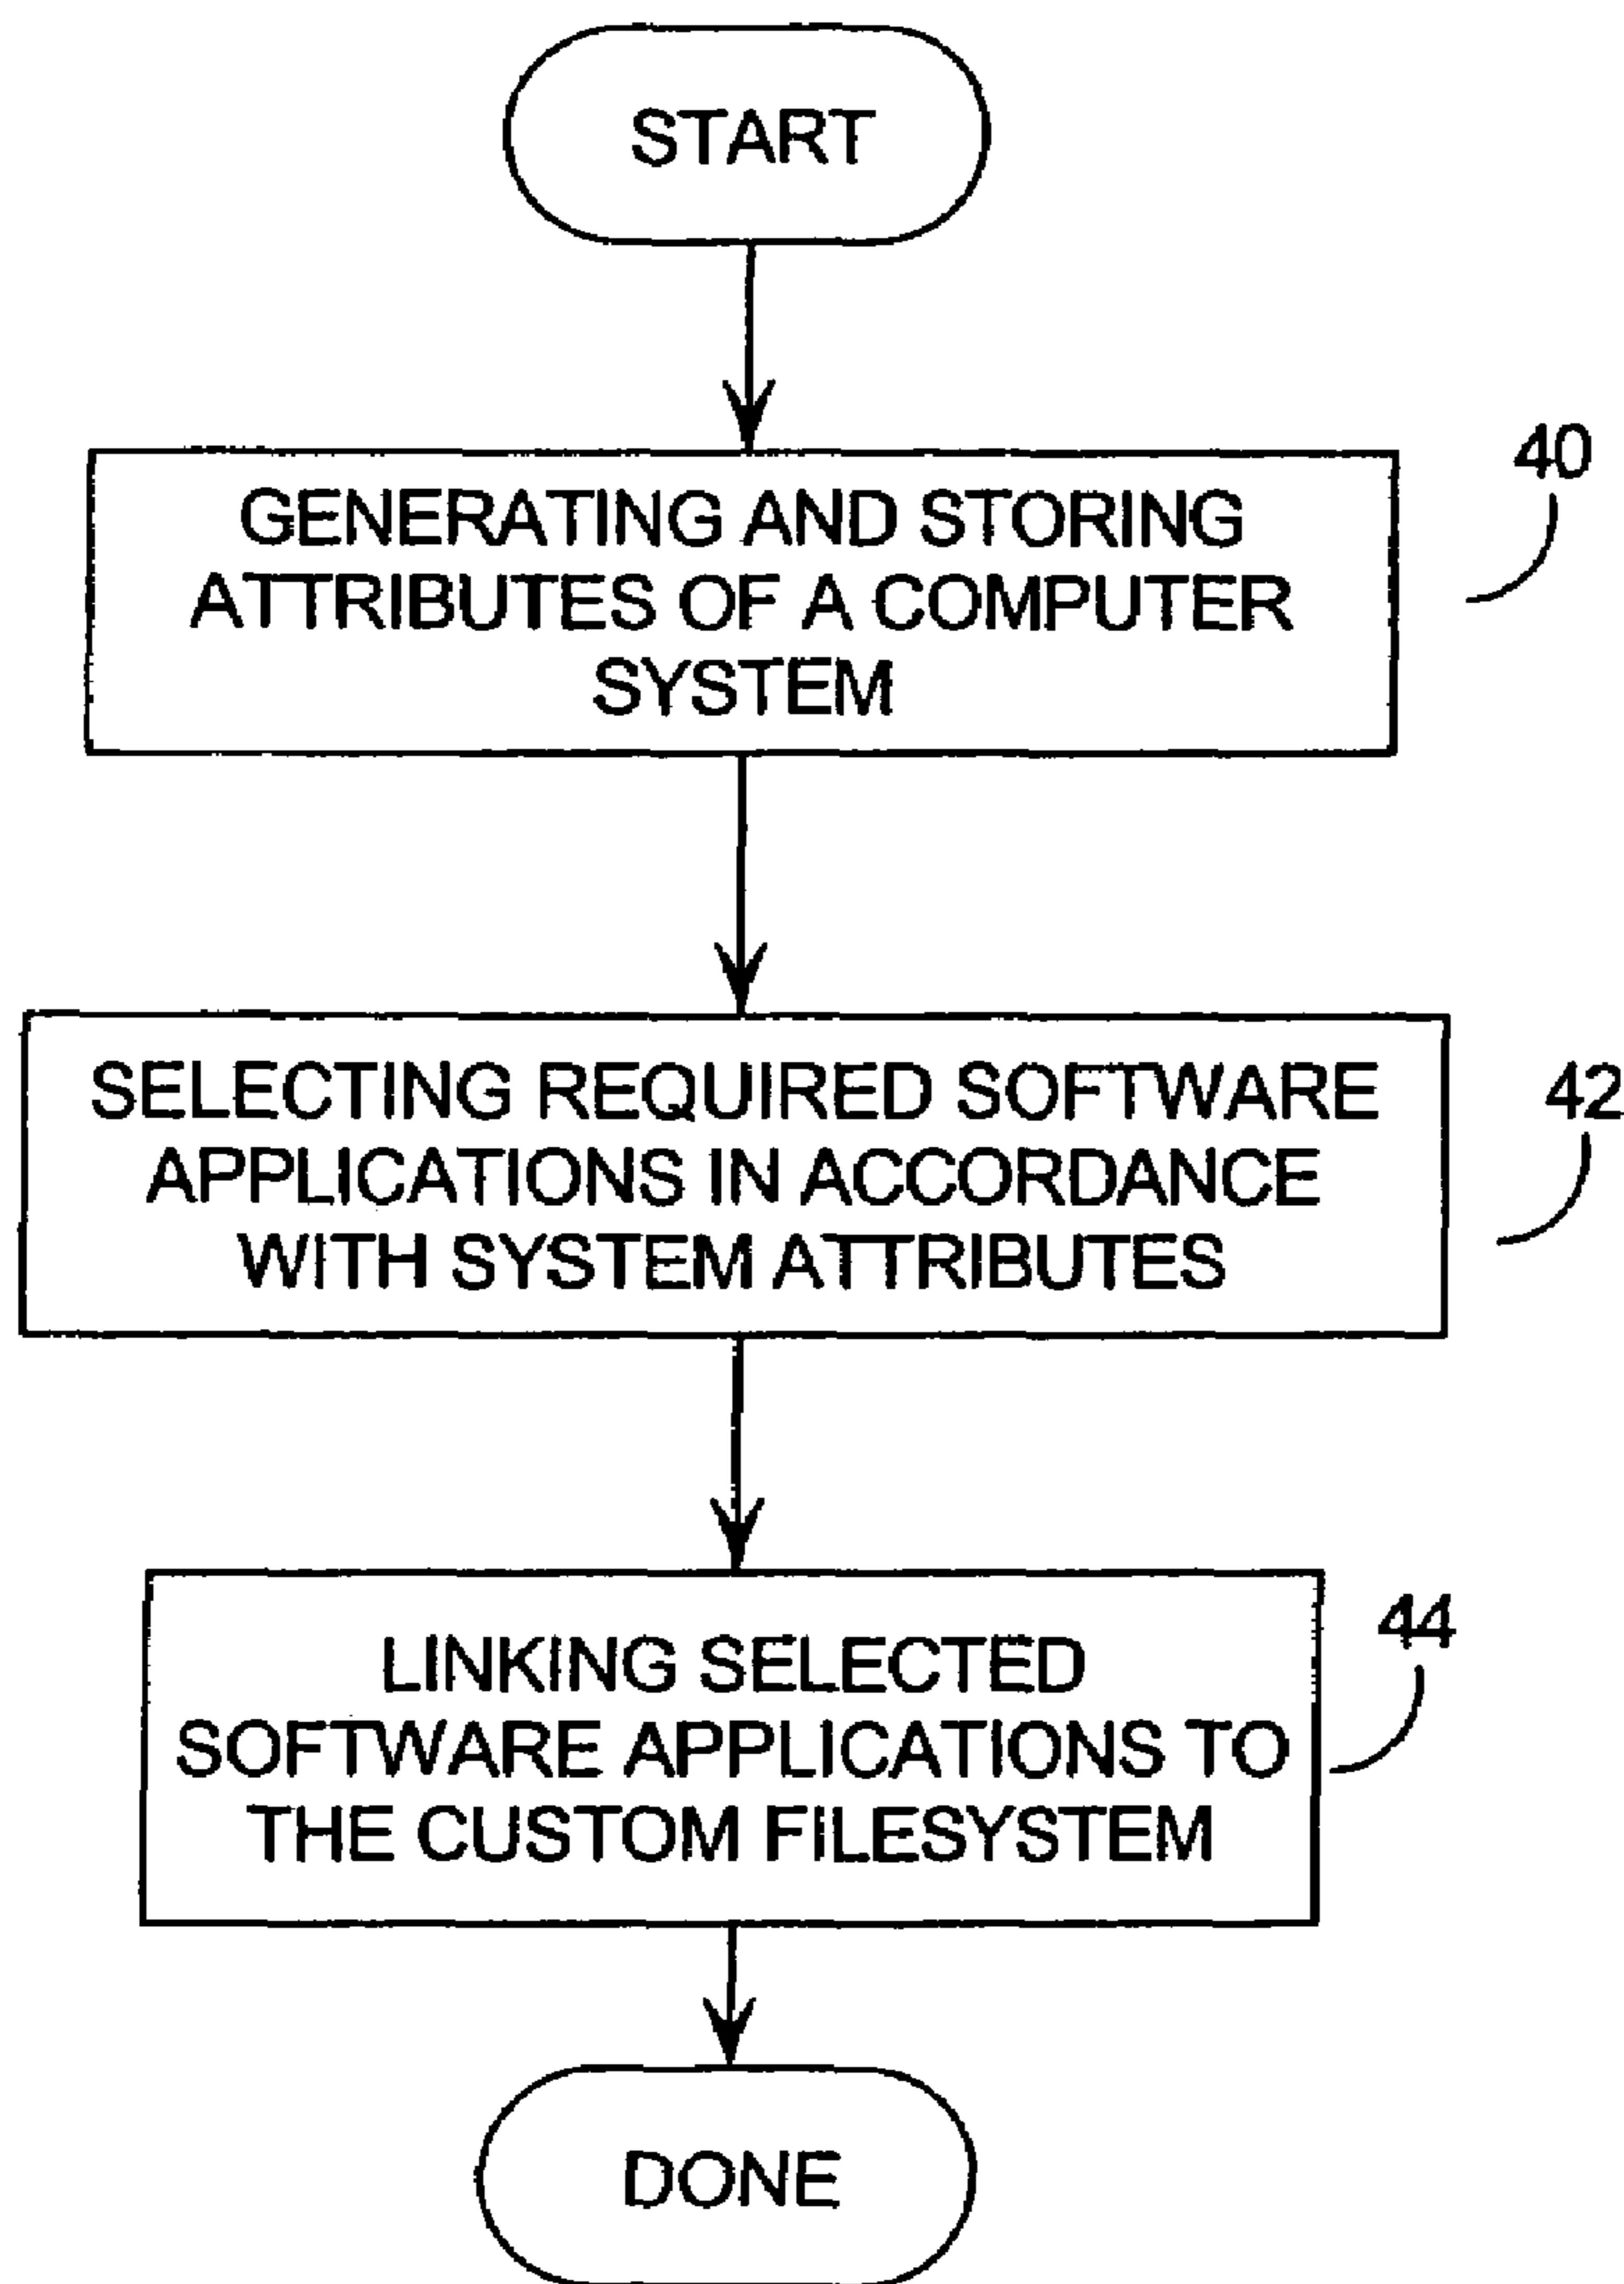 START
40
GENERATING AND STORING
ATTRIBUTES OF A COMPUTER
SYSTEM
42
SELECTING REQUIRED SOFTWARE
APPLICATIONS IN ACCORDANCE
WITH SYSTEM ATTRIBUTES
44
LINKING SELECTED
SOFTWARE APPLICATIONS TO
THE CUSTOM FILESYSTEM
DONE